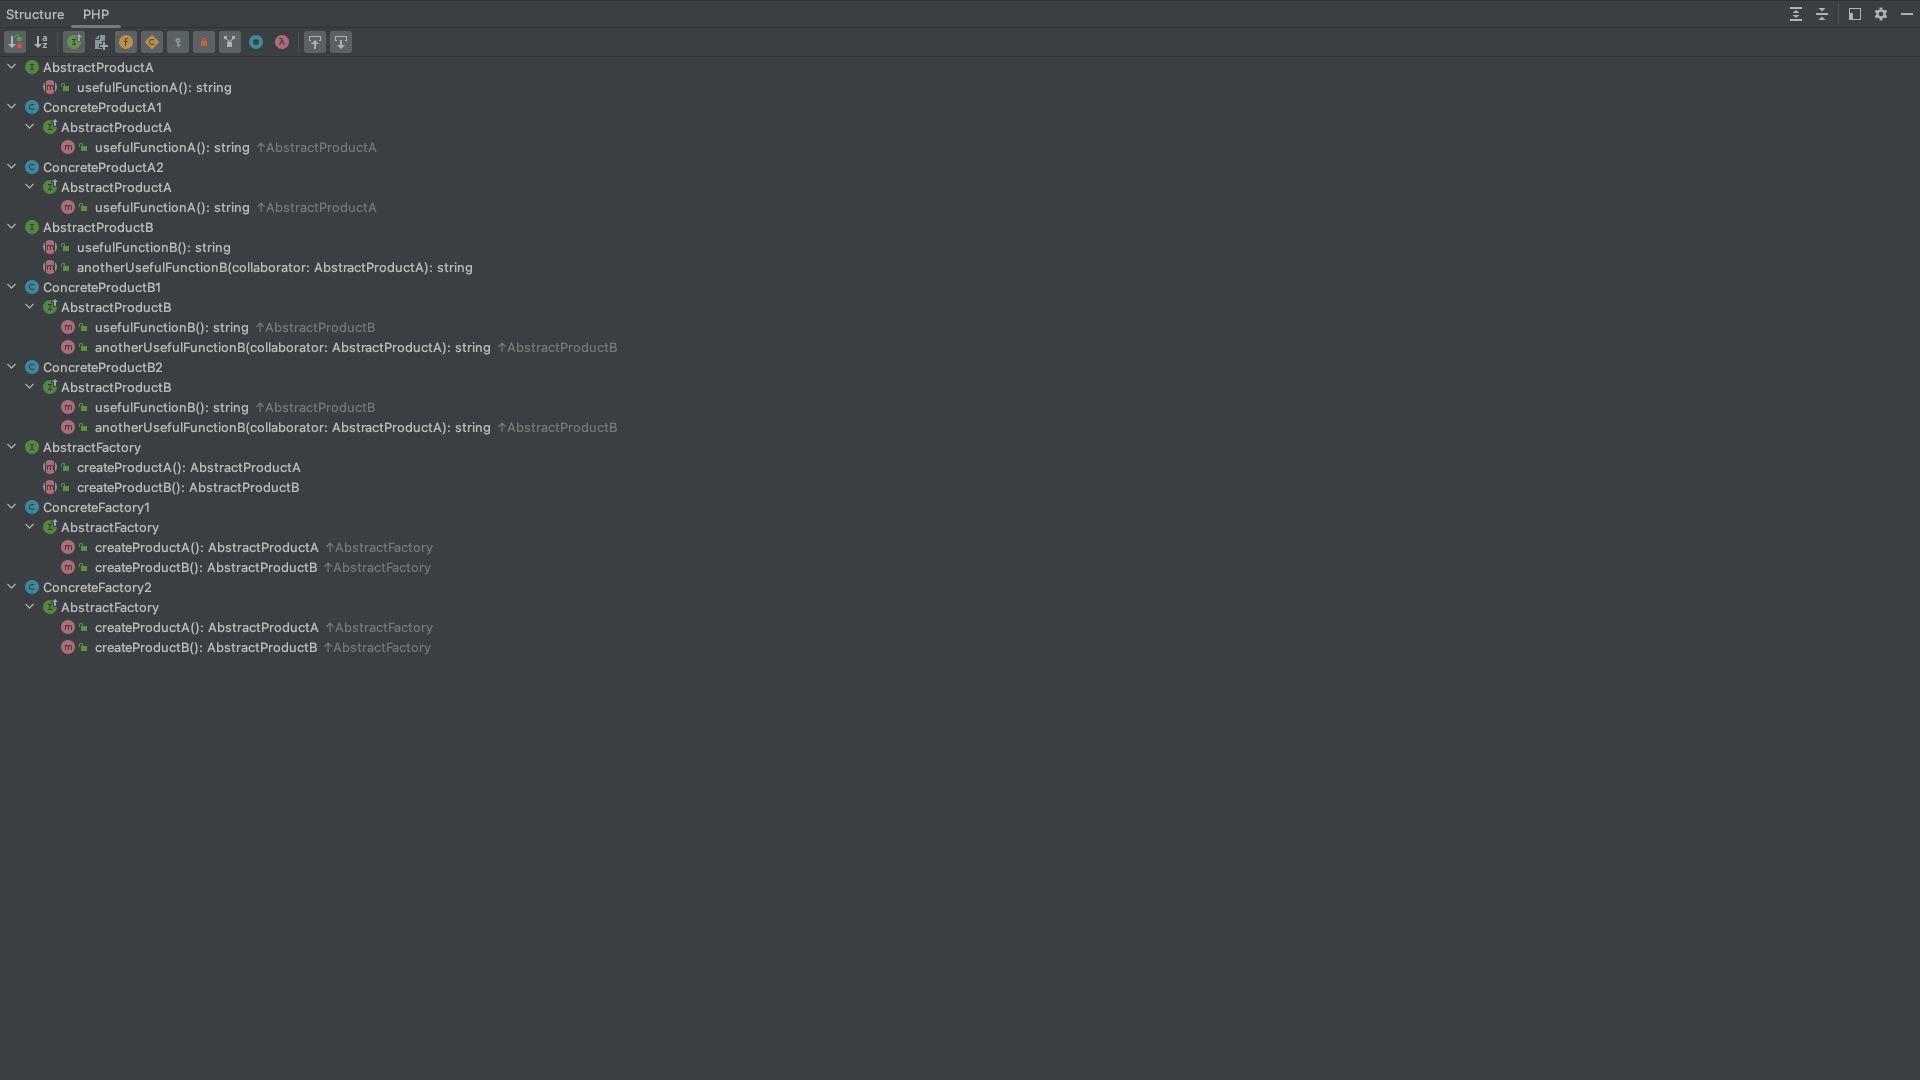 Structure PHP
AbstractProductA
usefulFunctionA(): string
ConcreteProductA1
AbstractProductA
usefulFunctionA(): string ↑AbstractProductA
ConcreteProductA2
AbstractProductA
usefulFunctionA(): string ↑AbstractProductA
AbstractProductB
usefulFunctionB(): string
anotherUsefulFunctionB(collaborator: AbstractProductA): string
ConcreteProductB1
AbstractProductB
usefulFunctionB(): string ↑AbstractProductB
anotherUsefulFunctionB(collaborator: AbstractProductA): string ↑AbstractProductB
ConcreteProductB2
AbstractProductB
usefulFunctionB(): string ↑AbstractProductB
anotherUsefulFunctionB(collaborator: AbstractProductA): string ↑AbstractProductB
AbstractFactory
createProductA(): AbstractProductA
createProductB(): AbstractProductB
ConcreteFactory1
AbstractFactory
createProductA(): AbstractProductA ↑AbstractFactory
createProductB(): AbstractProductB ↑AbstractFactory
ConcreteFactory2
AbstractFactory
createProductA(): AbstractProductA ↑AbstractFactory
createProductB(): AbstractProductB ↑AbstractFactory